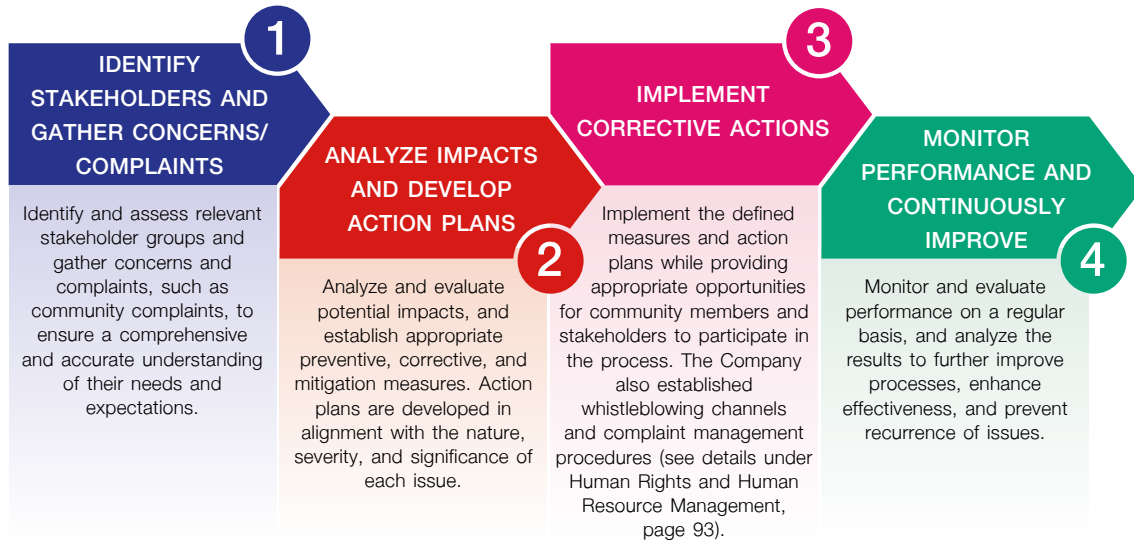 1
IDENTIFY
STAKEHOLDERS AND
GATHER CONCERNS/
COMPLAINTS
Identify and assess relevant
stakeholder groups and
gather concerns and
complaints, such as
community complaints, to
ensure a comprehensive
and accurate understanding
of their needs and
expectations.
ANALYZE IMPACTS
AND DEVELOP
ACTION PLANS
2
Analyze and evaluate
potential impacts, and
establish appropriate
preventive, corrective, and
mitigation measures. Action
plans are developed in
alignment with the nature,
severity, and significance of
each issue.
3
IMPLEMENT
CORRECTIVE ACTIONS
Implement the defined
measures and action
plans while providing
appropriate opportunities
for community members and
stakeholders to participate in
the process. The Company
also established
whistleblowing channels
and complaint management
procedures (see details under
Human Rights and Human
Resource Management,
page 93).
MONITOR
PERFORMANCE AND
CONTINUOUSLY
IMPROVE
4
Monitor and evaluate
performance on a regular
basis, and analyze the
results to further improve
processes, enhance
effectiveness, and prevent
recurrence of issues.